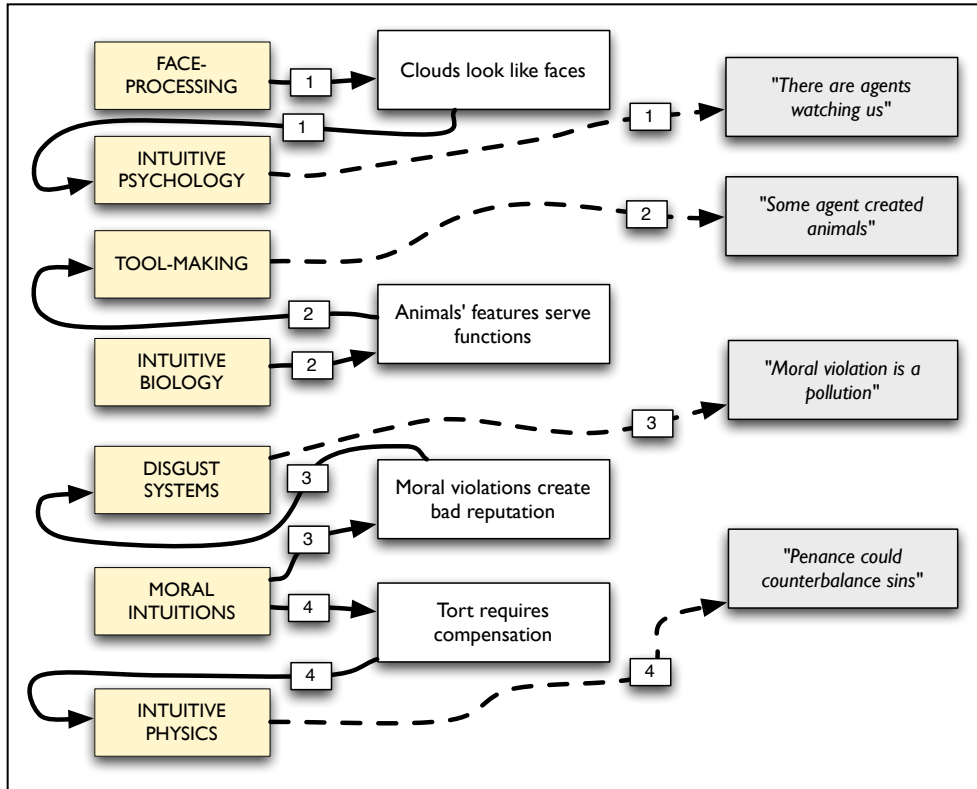 FACE-
PROCESSING
1
Clouds look like faces
1
1
"There are agents
watching us"
INTUITIVE
PSYCHOLOGY
TOOL-MAKING
2
"Some agent created
animals"
2
Animals' features serve
functions
INTUITIVE
BIOLOGY
2
"Moral violation is a
pollution"
3
DISGUST
SYSTEMS
3
Moral violations create
bad reputation
3
MORAL
INTUITIONS
4
Tort requires
compensation
"Penance could
counterbalance sins"
4
4
INTUITIVE
PHYSICS